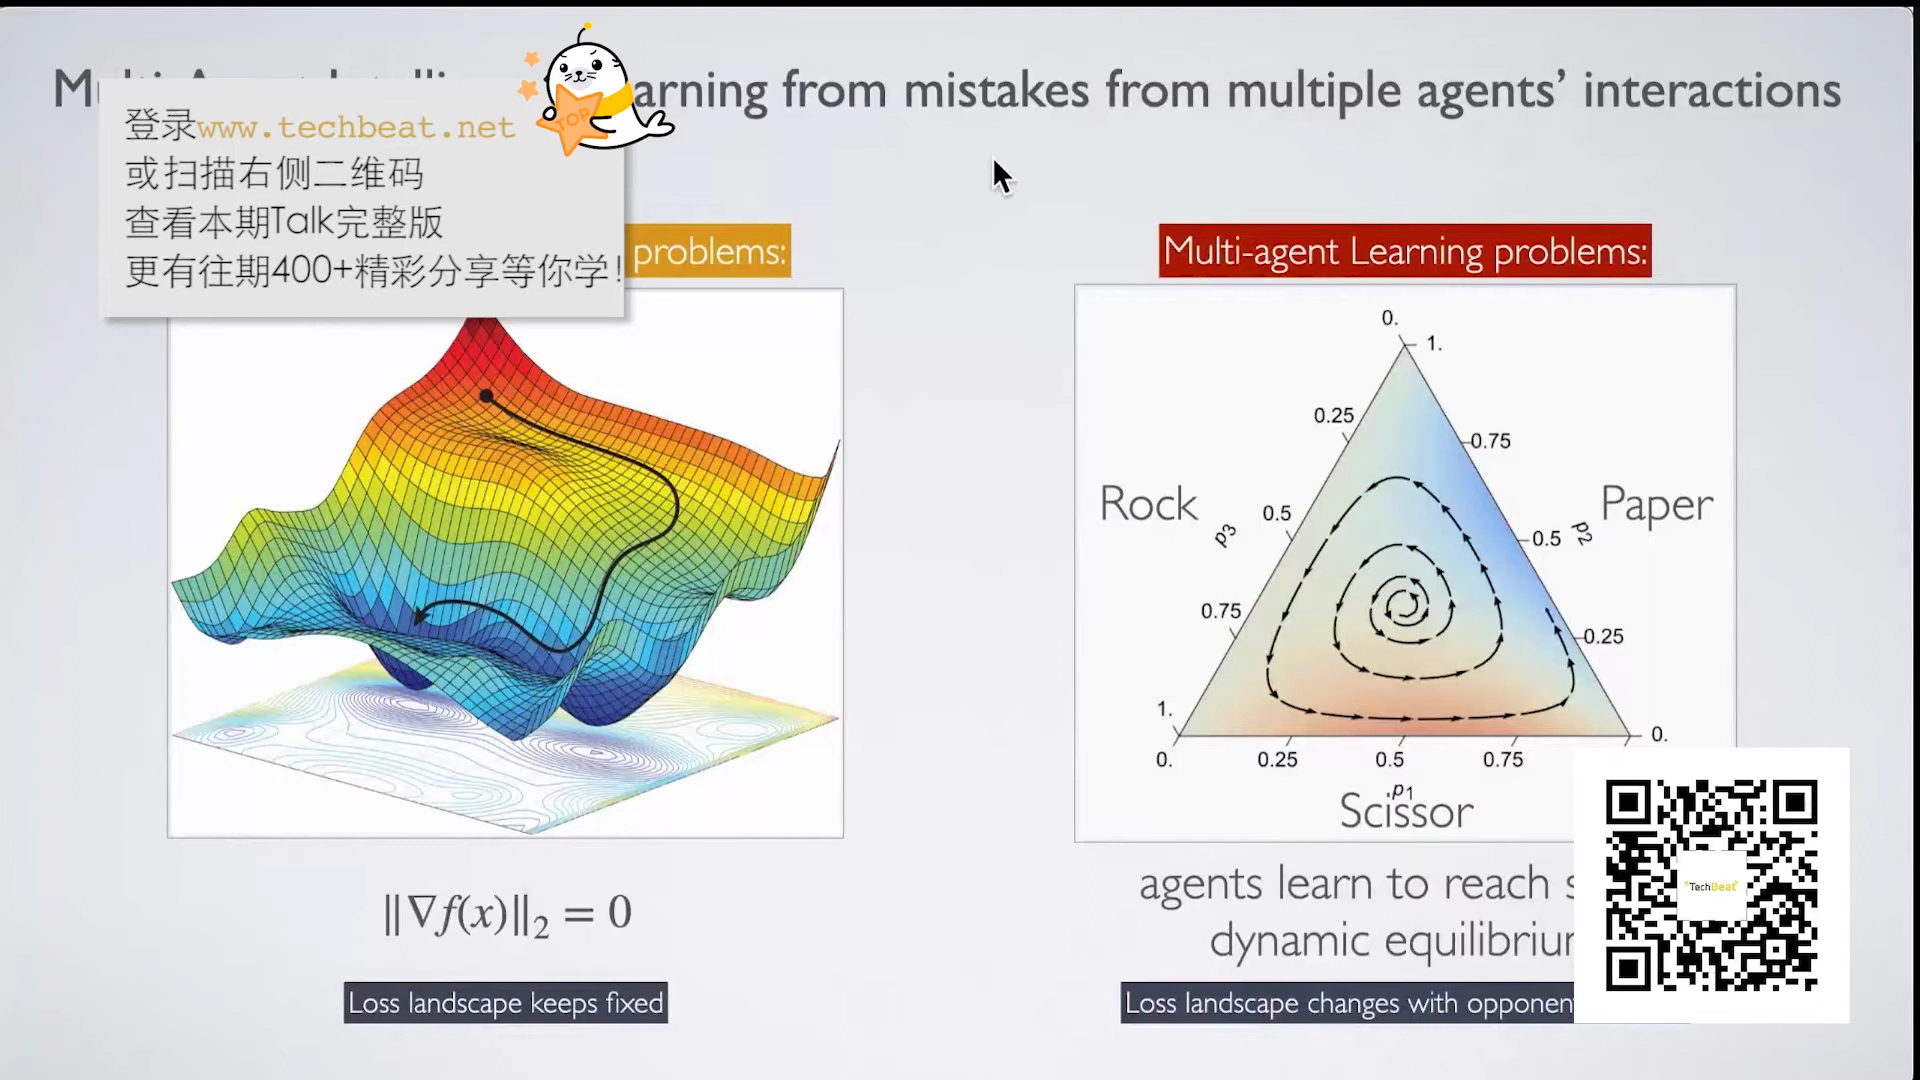 arning from mistakes from multiple agents’ interactions
登录www.techbeat.net
或扫描右侧二维码
查看本期Talk完整版
更有往期400+精彩分享等你学!
TOP
problems:
Multi-agent Learning problems:
0.
1.
0.25
0.75
Rock
p3
0.5
0.5
p2
Paper
0.75
0.25
1.
0.
0.
0.25
0.5
0.75
p1
Scissor
‖∇f(x)‖₂ = 0
agents learn to reach
dynamic
TechBeat
Loss landscape keeps fixed
Loss landscape changes with